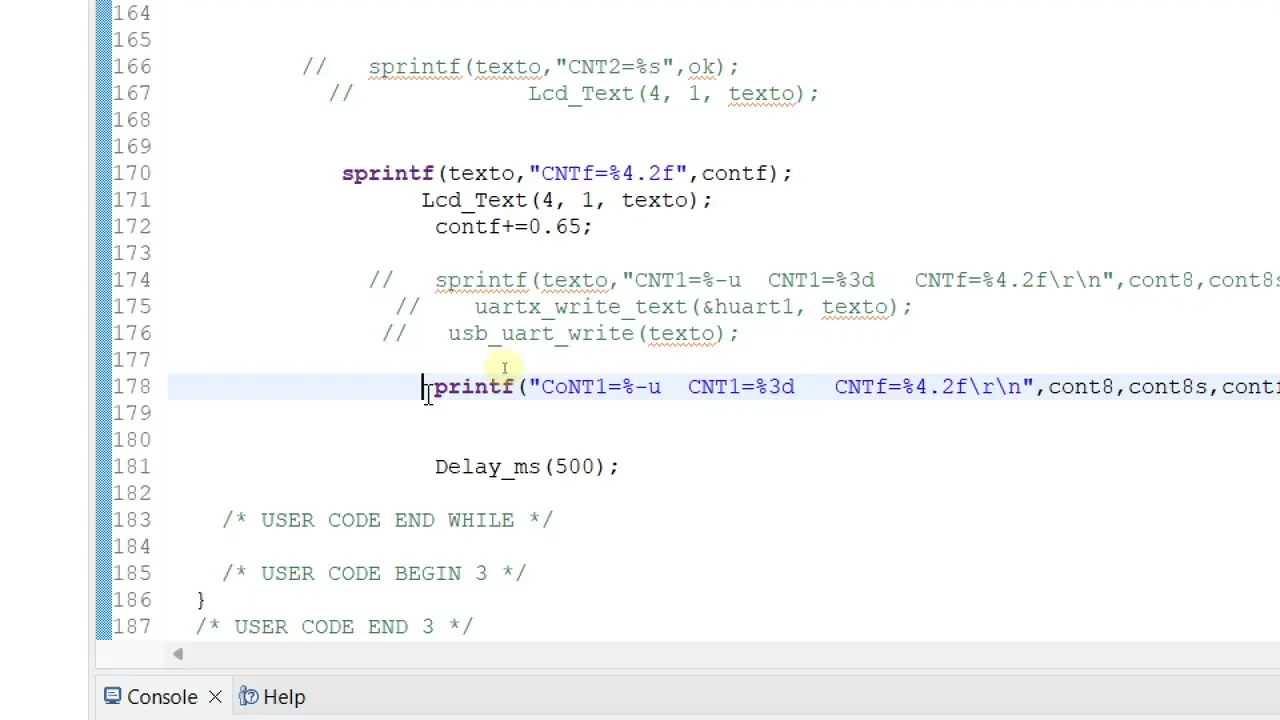 164
165
166 // sprintf(texto,"CNT2=%s",ok);
167 // Lcd_Text(4, 1, texto);
168
169
170 sprintf(texto,"CNTf=%4.2f",contf);
171 Lcd_Text(4, 1, texto);
172 contf+=0.65;
173
174 // sprintf(texto,"CNT1=%-u  CNT1=%3d   CNTf=%4.2f\r\n",cont8,cont8s
175 // uartx_write_text(&huart1, texto);
176 // usb_uart_write(texto);
177
178 printf("CoNT1=%-u  CNT1=%3d   CNTf=%4.2f\r\n",cont8,cont8s,contf
179
180
181 Delay_ms(500);
182
183 /* USER CODE END WHILE */
184
185 /* USER CODE BEGIN 3 */
186 }
187 /* USER CODE END 3 */
Console
Help